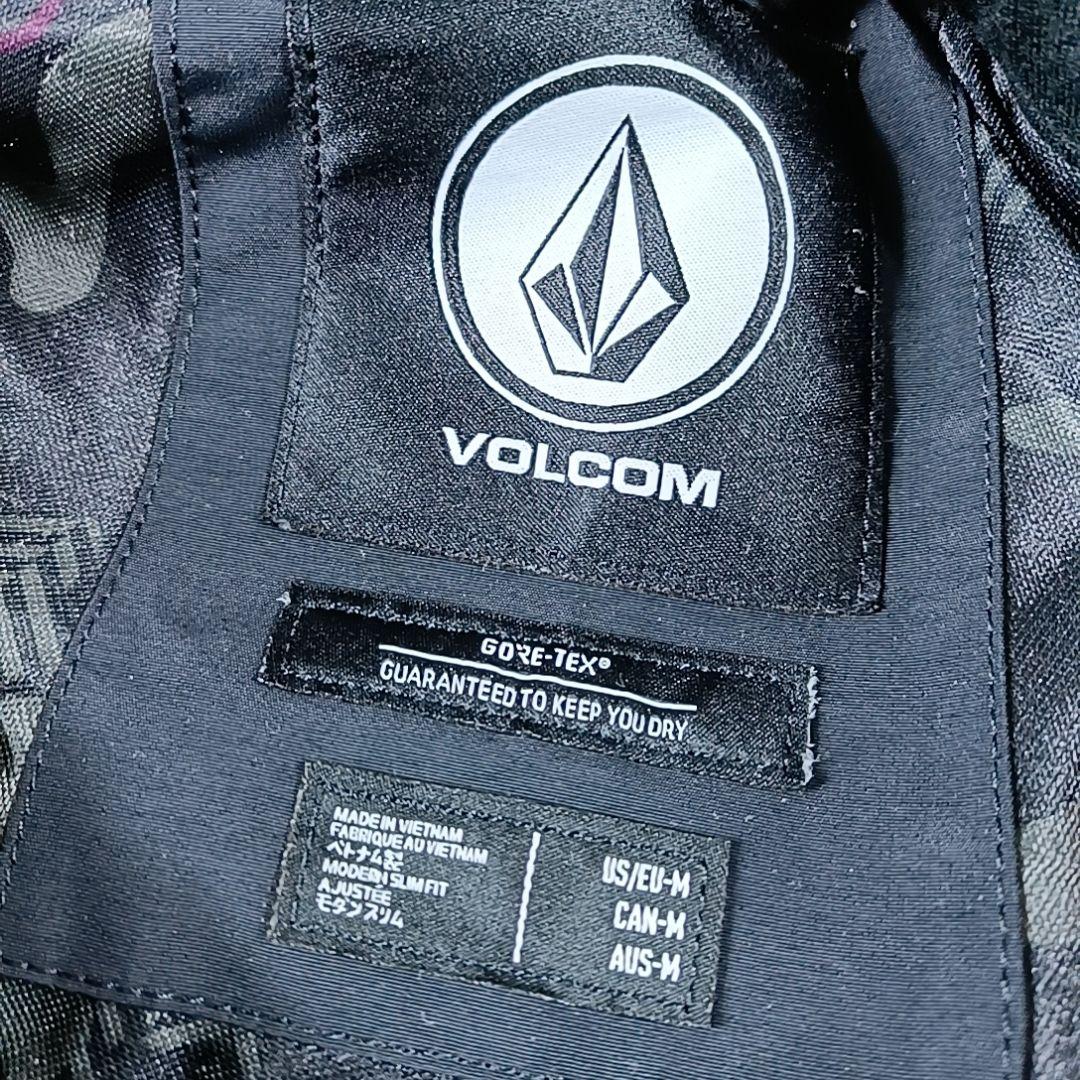 VOLCOM
GORE-TEX®
GUARANTEED TO KEEP YOU DRY
MADE IN VIETNAM
FABRIQUE AU VIETNAM
ベトナム製
MODERN SLIM FIT
AJUSTÉE
モダンスリム
US/EU-M
CAN-M
AUS-M